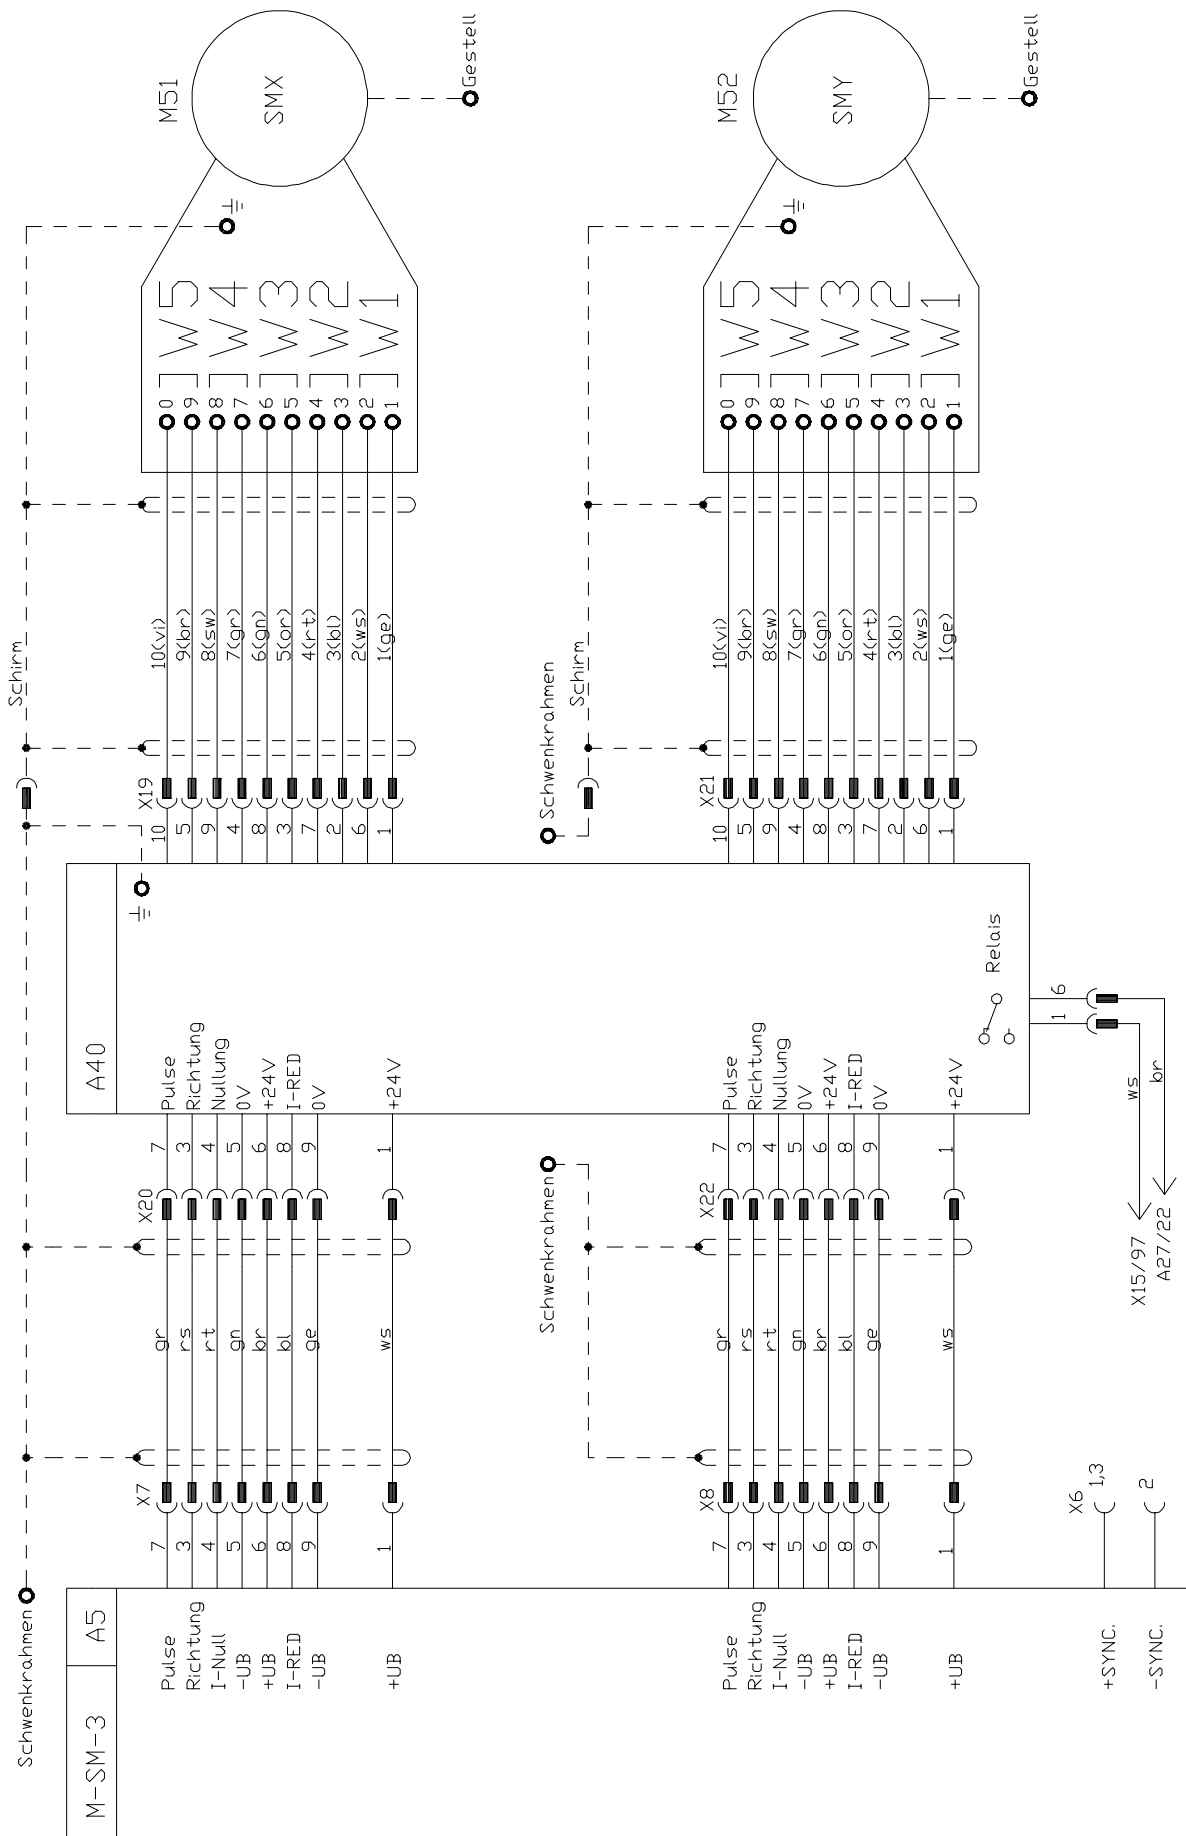 M-SM-3
A5
Schwenkrahmen
Pulse
Richtung
I-Null
-UB
+UB
I-RED
-UB
+UB
7
3
4
5
6
8
9
1
X7
gr
rs
rt
gn
br
bl
ge
ws
X20
7
3
4
5
6
8
9
1
A40
Pulse
Richtung
Nullung
0V
+24V
I-RED
0V
+24V
10
5
9
4
8
3
7
2
6
1
X19
Schirm
10(vi)
9(br)
8(sw)
7(gr)
6(gn)
5(or)
4(rt)
3(bl)
2(ws)
1(ge)
0
9
8
7
6
5
4
3
2
1
W5
W4
W3
W2
W1
M51
SMX
Gestell
Pulse
Richtung
I-Null
-UB
+UB
I-RED
-UB
+UB
7
3
4
5
6
8
9
1
X8
gr
rs
rt
gn
br
bl
ge
ws
Schwenkrahmen
X22
7
3
4
5
6
8
9
1
Pulse
Richtung
Nullung
0V
+24V
I-RED
0V
+24V
Relais
Schwenkrahmen
10
5
9
4
8
3
7
2
6
1
X21
Schirm
10(vi)
9(br)
8(sw)
7(gr)
6(gn)
5(or)
4(rt)
3(bl)
2(ws)
1(ge)
0
9
8
7
6
5
4
3
2
1
W5
W4
W3
W2
W1
M52
SMY
Gestell
+SYNC.
-SYNC.
X6
1,3
2
X15/97
A27/22
ws
br
1
6